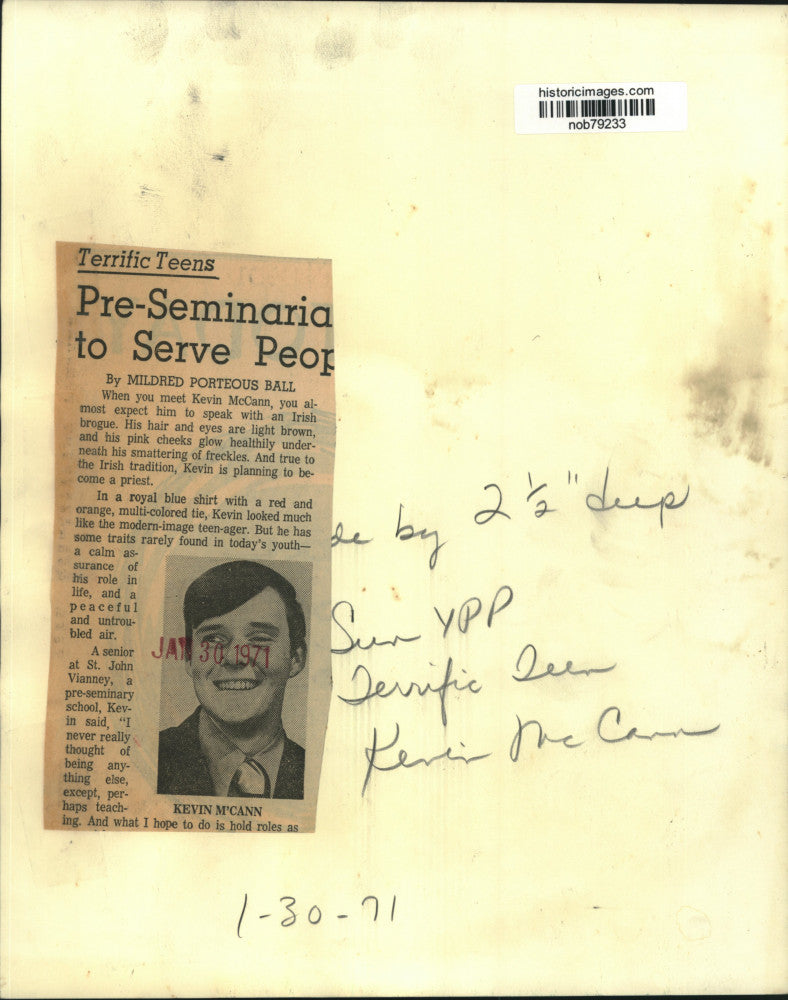 historicimages.com
nob79233
Terrific Teens
Pre-Seminaria
to Serve Peop
By MILDRED PORTEOUS BALL
When you meet Kevin McCann, you al-
most expect him to speak with an Irish
brogue. His hair and eyes are light brown,
and his pink cheeks glow healthily under-
neath his smattering of freckles. And true to
the Irish tradition, Kevin is planning to be-
come a priest.
In a royal blue shirt with a red and
orange, multi-colored tie, Kevin looked much
like the modern-image teen-ager. But he has
some traits rarely found in today's youth—
a calm as-
surance of
his role in
life, and a
peaceful
and untrou-
bled air.
A senior
at St. John
Vianney, a
pre-seminary
school, Kev-
in said, "I
never really
thought of
being any-
thing else,
except, per-
haps teach-
ing. And what I hope to do is hold roles as
JAN 30 1971
KEVIN M'CANN
de by 2 ½" deep
Sun YPP
Terrific Teen
Kevin McCann
1-30-71